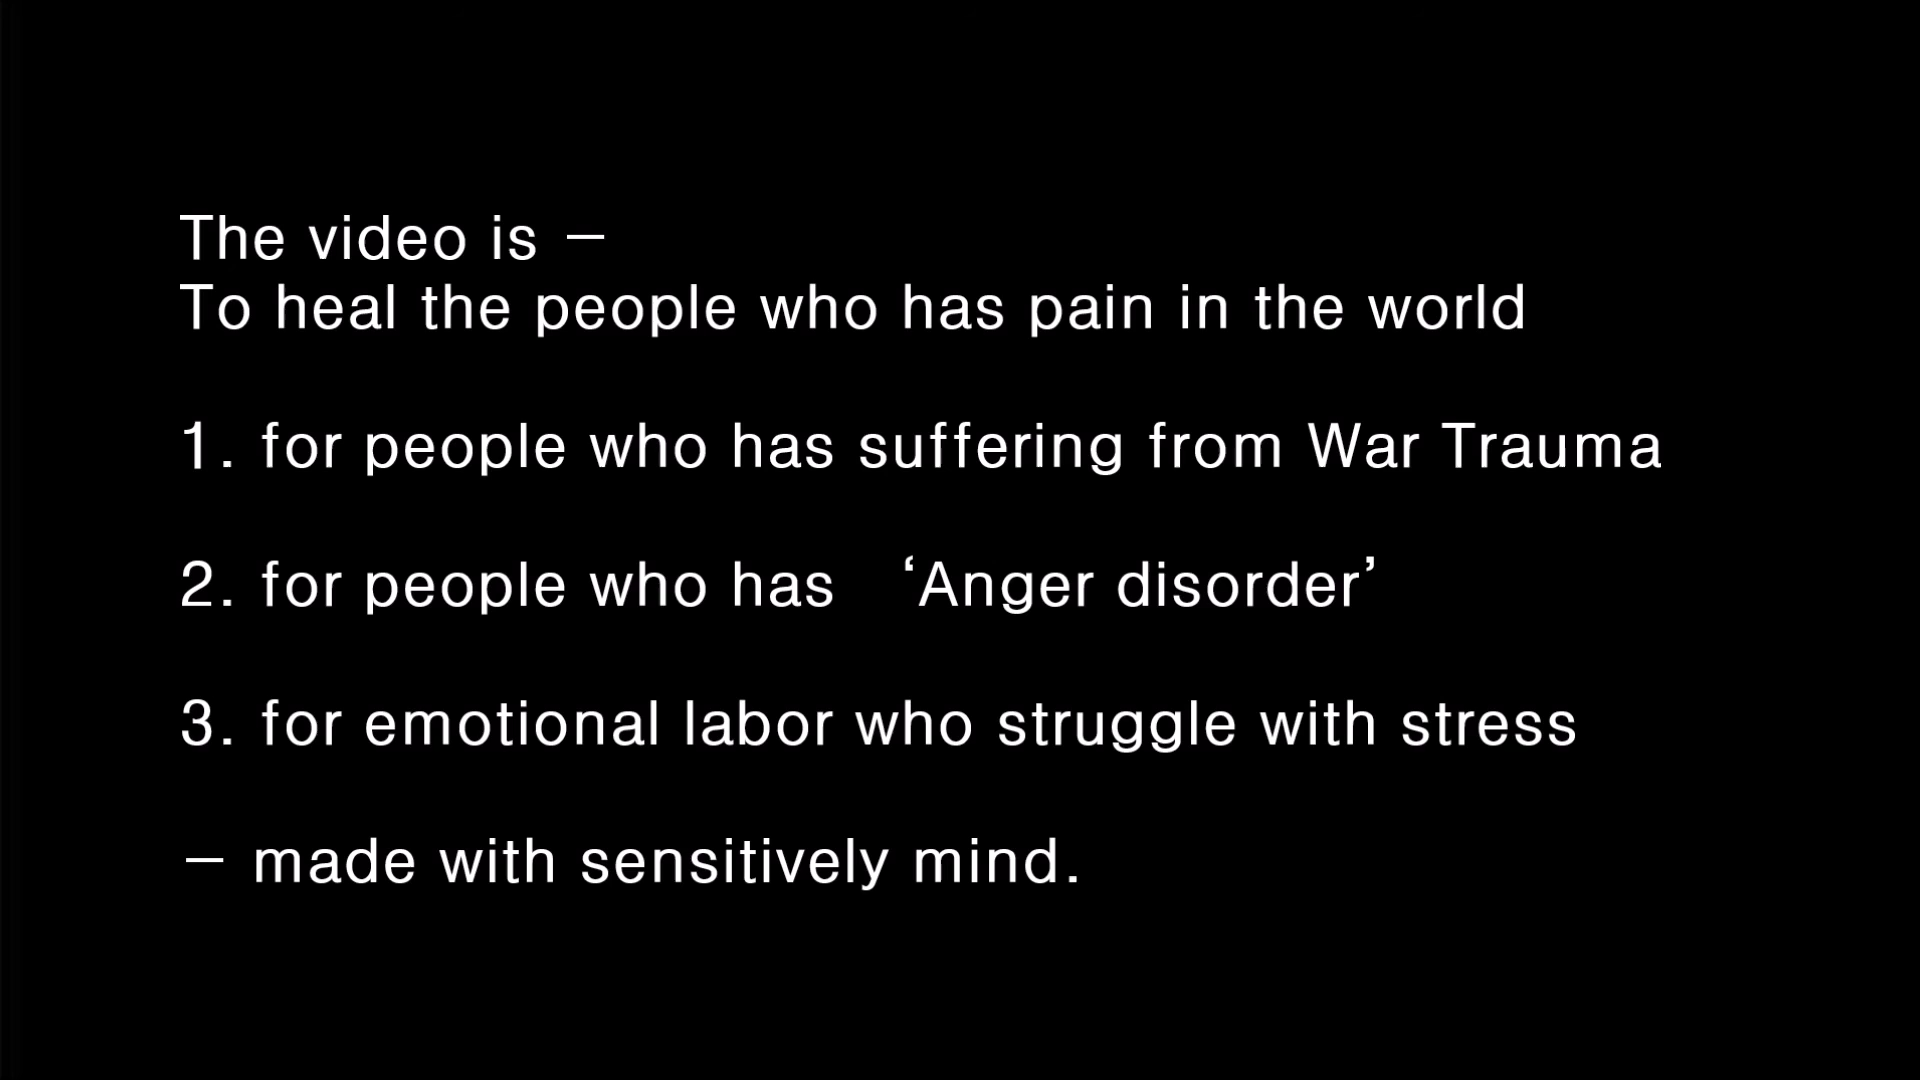 The video is –
To heal the people who has pain in the world
1. for people who has suffering from War Trauma
2. for people who has ‘Anger disorder’
3. for emotional labor who struggle with stress
– made with sensitively mind.